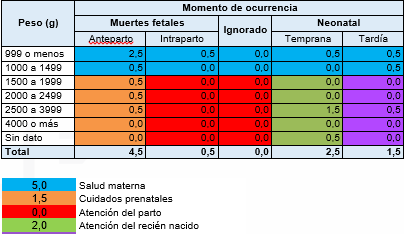 Peso (g) Momento de ocurrencia
Muertes fetales Ignorado Neonatal
Anteparto Intraparto Temprana Tardía
999 o menos 2,5 0,5 0,0 0,5 0,5
1000 a 1499 0,5 0,0 0,0 0,0 0,5
1500 a 1999 0,5 0,0 0,0 0,0 0,0
2000 a 2499 0,5 0,0 0,0 0,0 0,0
2500 a 3999 0,5 0,0 0,0 1,5 0,5
4000 o más 0,0 0,0 0,0 0,0 0,0
Sin dato 0,0 0,0 0,0 0,5 0,0
Total 4,5 0,5 0,0 2,5 1,5
5,0 Salud materna
1,5 Cuidados prenatales
0,0 Atención del parto
2,0 Atención del recién nacido